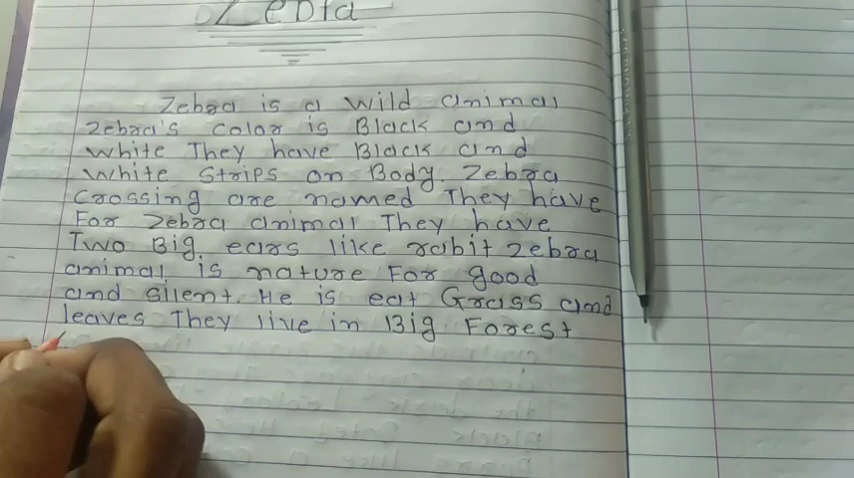 Zebra
Zebra is a wild animal
Zebra's color is Black and
white They have Black and
white strips on Body. Zebra
crossing are named They have
For zebra animal They have
Two Big ears like rabit zebra
animal is nature For good
and silent. He is eat Grass and
leaves They live in Big Forest